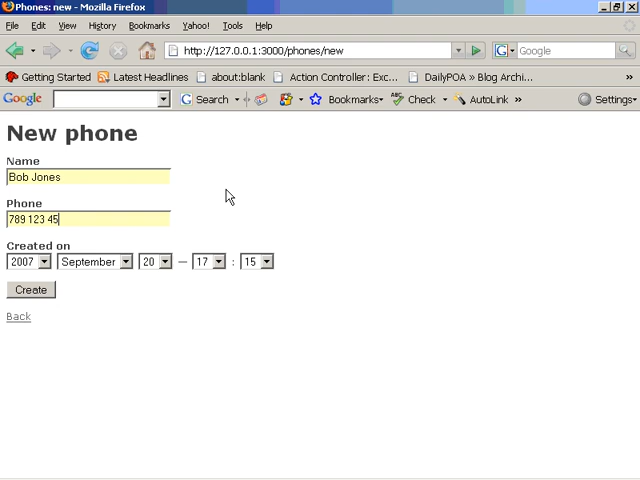 Phones: new - Mozilla Firefox
File Edit View History Bookmarks Yahoo! Tools Help
http://127.0.0.1:3000/phones/new Google
Getting Started Latest Headlines about:blank Action Controller: Exc... DailyPOA » Blog Archi... »
Google Search Bookmarks Check AutoLink » Settings
New phone
Name
Bob Jones
Phone
789 123 45
Created on
2007 September 20 — 17 : 15
Create
Back